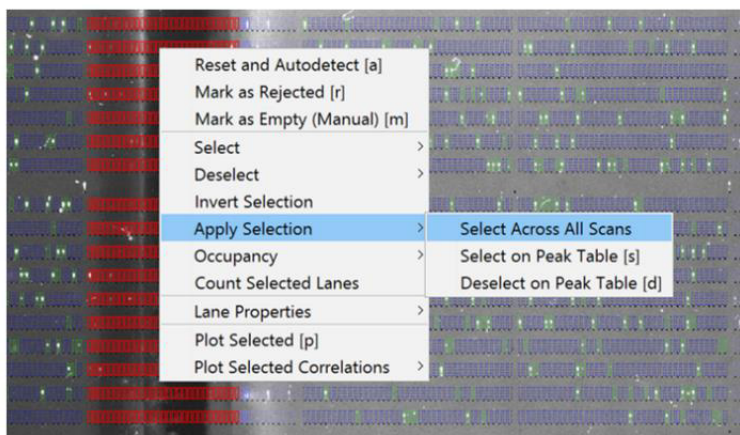 Reset and Autodetect [a]
Mark as Rejected [r]
Mark as Empty (Manual) [m]
Select
Deselect
Invert Selection
Apply Selection
Select Across All Scans
Occupancy
Select on Peak Table [s]
Count Selected Lanes
Deselect on Peak Table [d]
Lane Properties
Plot Selected [p]
Plot Selected Correlations